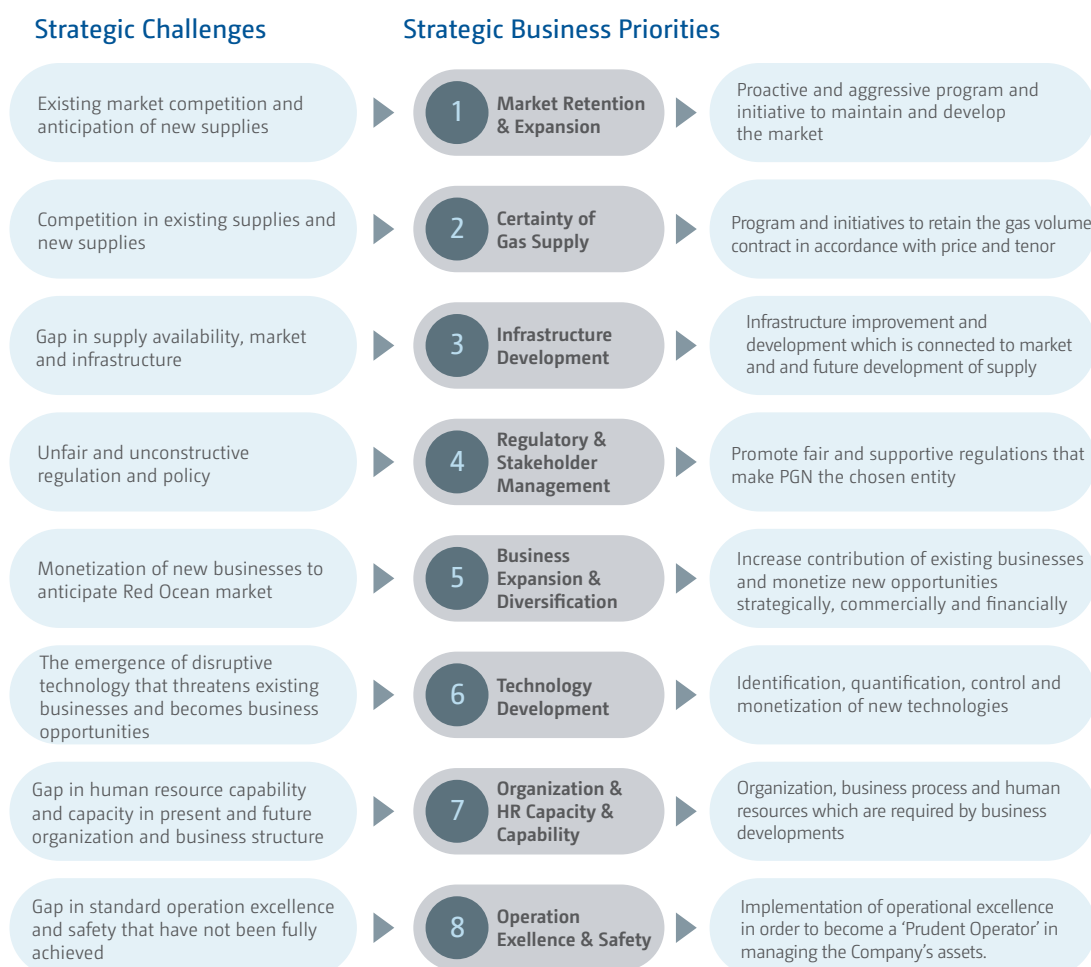 Strategic Challenges
Strategic Business Priorities
Existing market competition and
anticipation of new supplies
1
Market Retention
& Expansion
Proactive and aggressive program and
initiative to maintain and develop
the market
Competition in existing supplies and
new supplies
2
Certainty of
Gas Supply
Program and initiatives to retain the gas volume
contract in accordance with price and tenor
Gap in supply availability, market
and infrastructure
3
Infrastructure
Development
Infrastructure improvement and
development which is connected to market
and and future development of supply
Unfair and unconstructive
regulation and policy
4
Regulatory &
Stakeholder
Management
Promote fair and supportive regulations that
make PGN the chosen entity
Monetization of new businesses to
anticipate Red Ocean market
5
Business
Expansion &
Diversification
Increase contribution of existing businesses
and monetize new opportunities
strategically, commercially and financially
The emergence of disruptive
technology that threatens existing
businesses and becomes business
opportunities
6
Technology
Development
Identification, quantification, control and
monetization of new technologies
Gap in human resource capability
and capacity in present and future
organization and business structure
7
Organization &
HR Capacity &
Capability
Organization, business process and human
resources which are required by business
developments
Gap in standard operation excellence
and safety that have not been fully
achieved
8
Operation
Exellence & Safety
Implementation of operational excellence
in order to become a ‘Prudent Operator’ in
managing the Company’s assets.